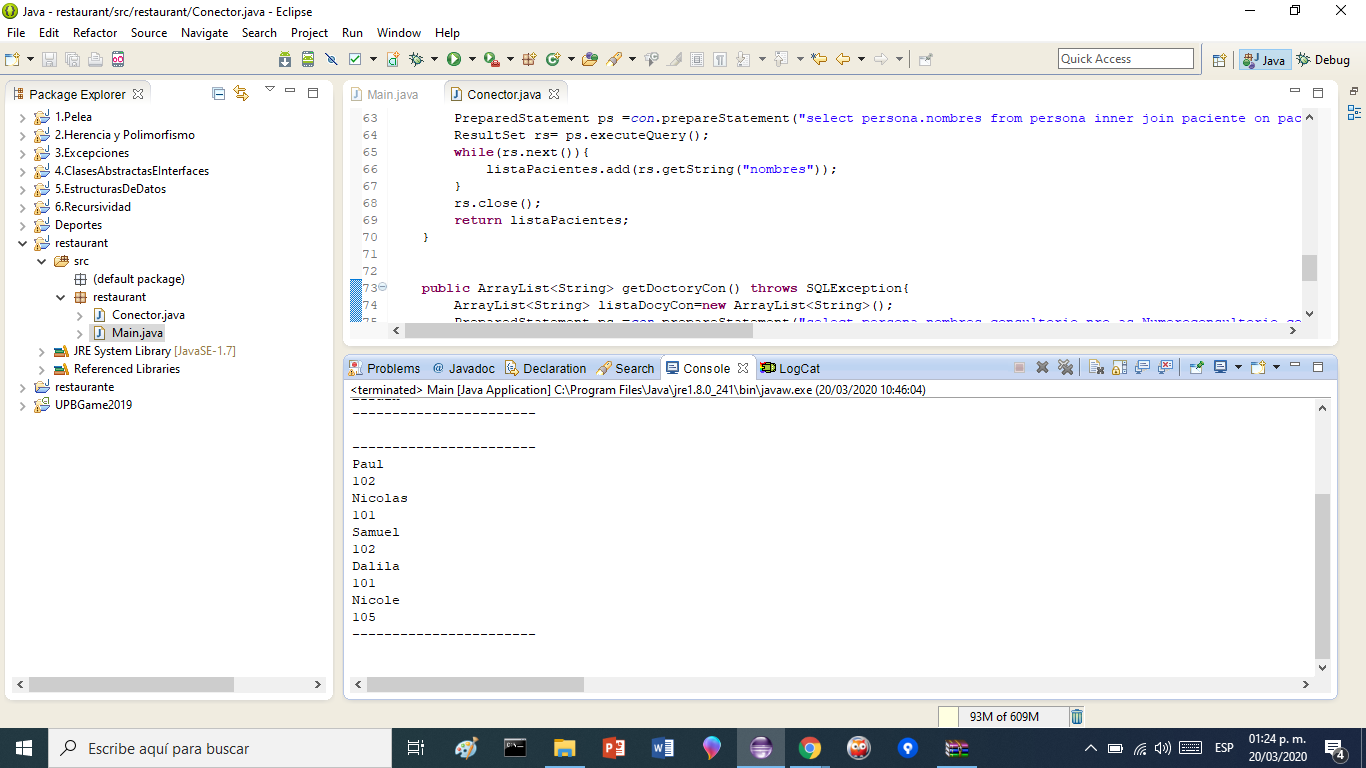 Java - restaurant/src/restaurant/Conector.java - Eclipse
File Edit Refactor Source Navigate Search Project Run Window Help
Quick Access
Java
Debug
Package Explorer
1.Pelea
2.Herencia y Polimorfismo
3.Excepciones
4.ClasesAbstractasEInterfaces
5.EstructurasDeDatos
6.Recursividad
Deportes
restaurant
src
(default package)
restaurant
Conector.java
Main.java
JRE System Library [JavaSE-1.7]
Referenced Libraries
restaurante
UPBGame2019
Main.java
Conector.java
63 PreparedStatement ps =con.prepareStatement("select persona.nombres from persona inner join paciente on pac
64 ResultSet rs= ps.executeQuery();
65 while(rs.next()){
66 listaPacientes.add(rs.getString("nombres"));
67 }
68 rs.close();
69 return listaPacientes;
70 }
71
72
73 public ArrayList<String> getDoctoryCon() throws SQLException{
74 ArrayList<String> listaDocyCon=new ArrayList<String>();
PreparedStatement ps =con.prepareStatement("select persona.nombres
Problems @ Javadoc Declaration Search Console LogCat
<terminated> Main [Java Application] C:\Program Files\Java\jre1.8.0_241\bin\javaw.exe (20/03/2020 10:46:04)
-----------------------
-----------------------
Paul
102
Nicolas
101
Samuel
102
Dalila
101
Nicole
105
-----------------------
93M of 609M
Escribe aquí para buscar
ESP
01:24 p. m.
20/03/2020
4